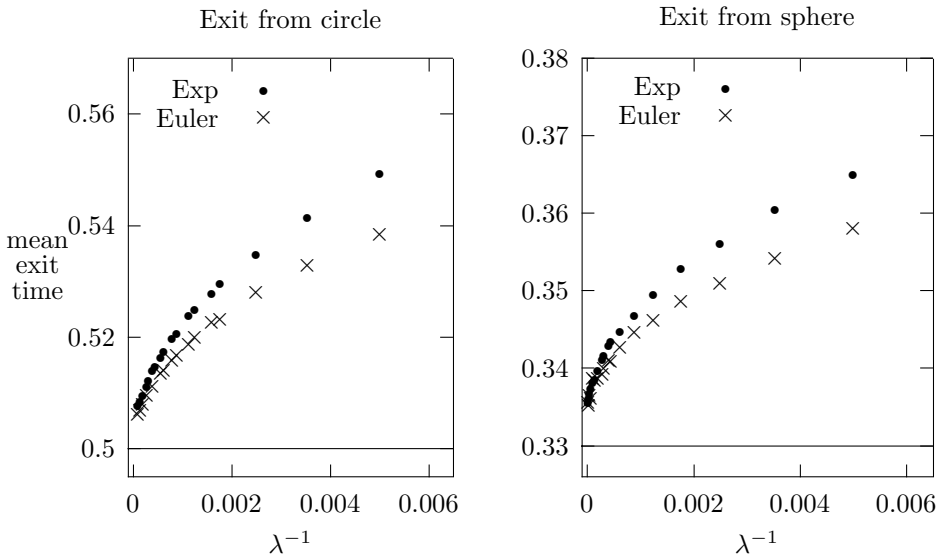 Exit from circle
Exp
Euler
0.56
0.54
0.52
0.5
mean
exit
time
0
0.002
0.004
0.006
λ⁻¹
Exit from sphere
Exp
Euler
0.38
0.37
0.36
0.35
0.34
0.33
0
0.002
0.004
0.006
λ⁻¹